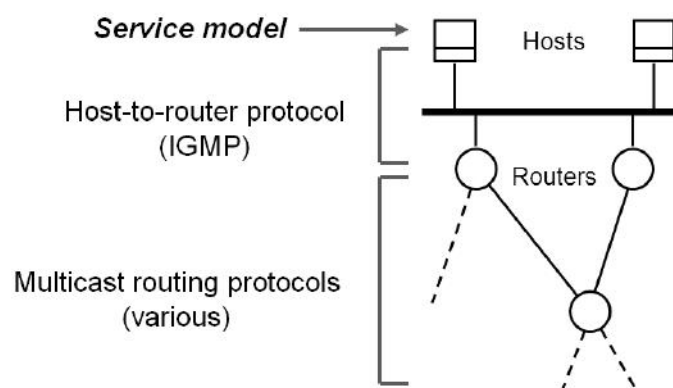 Service model
Hosts
Host-to-router protocol
(IGMP)
Routers
Multicast routing protocols
(various)